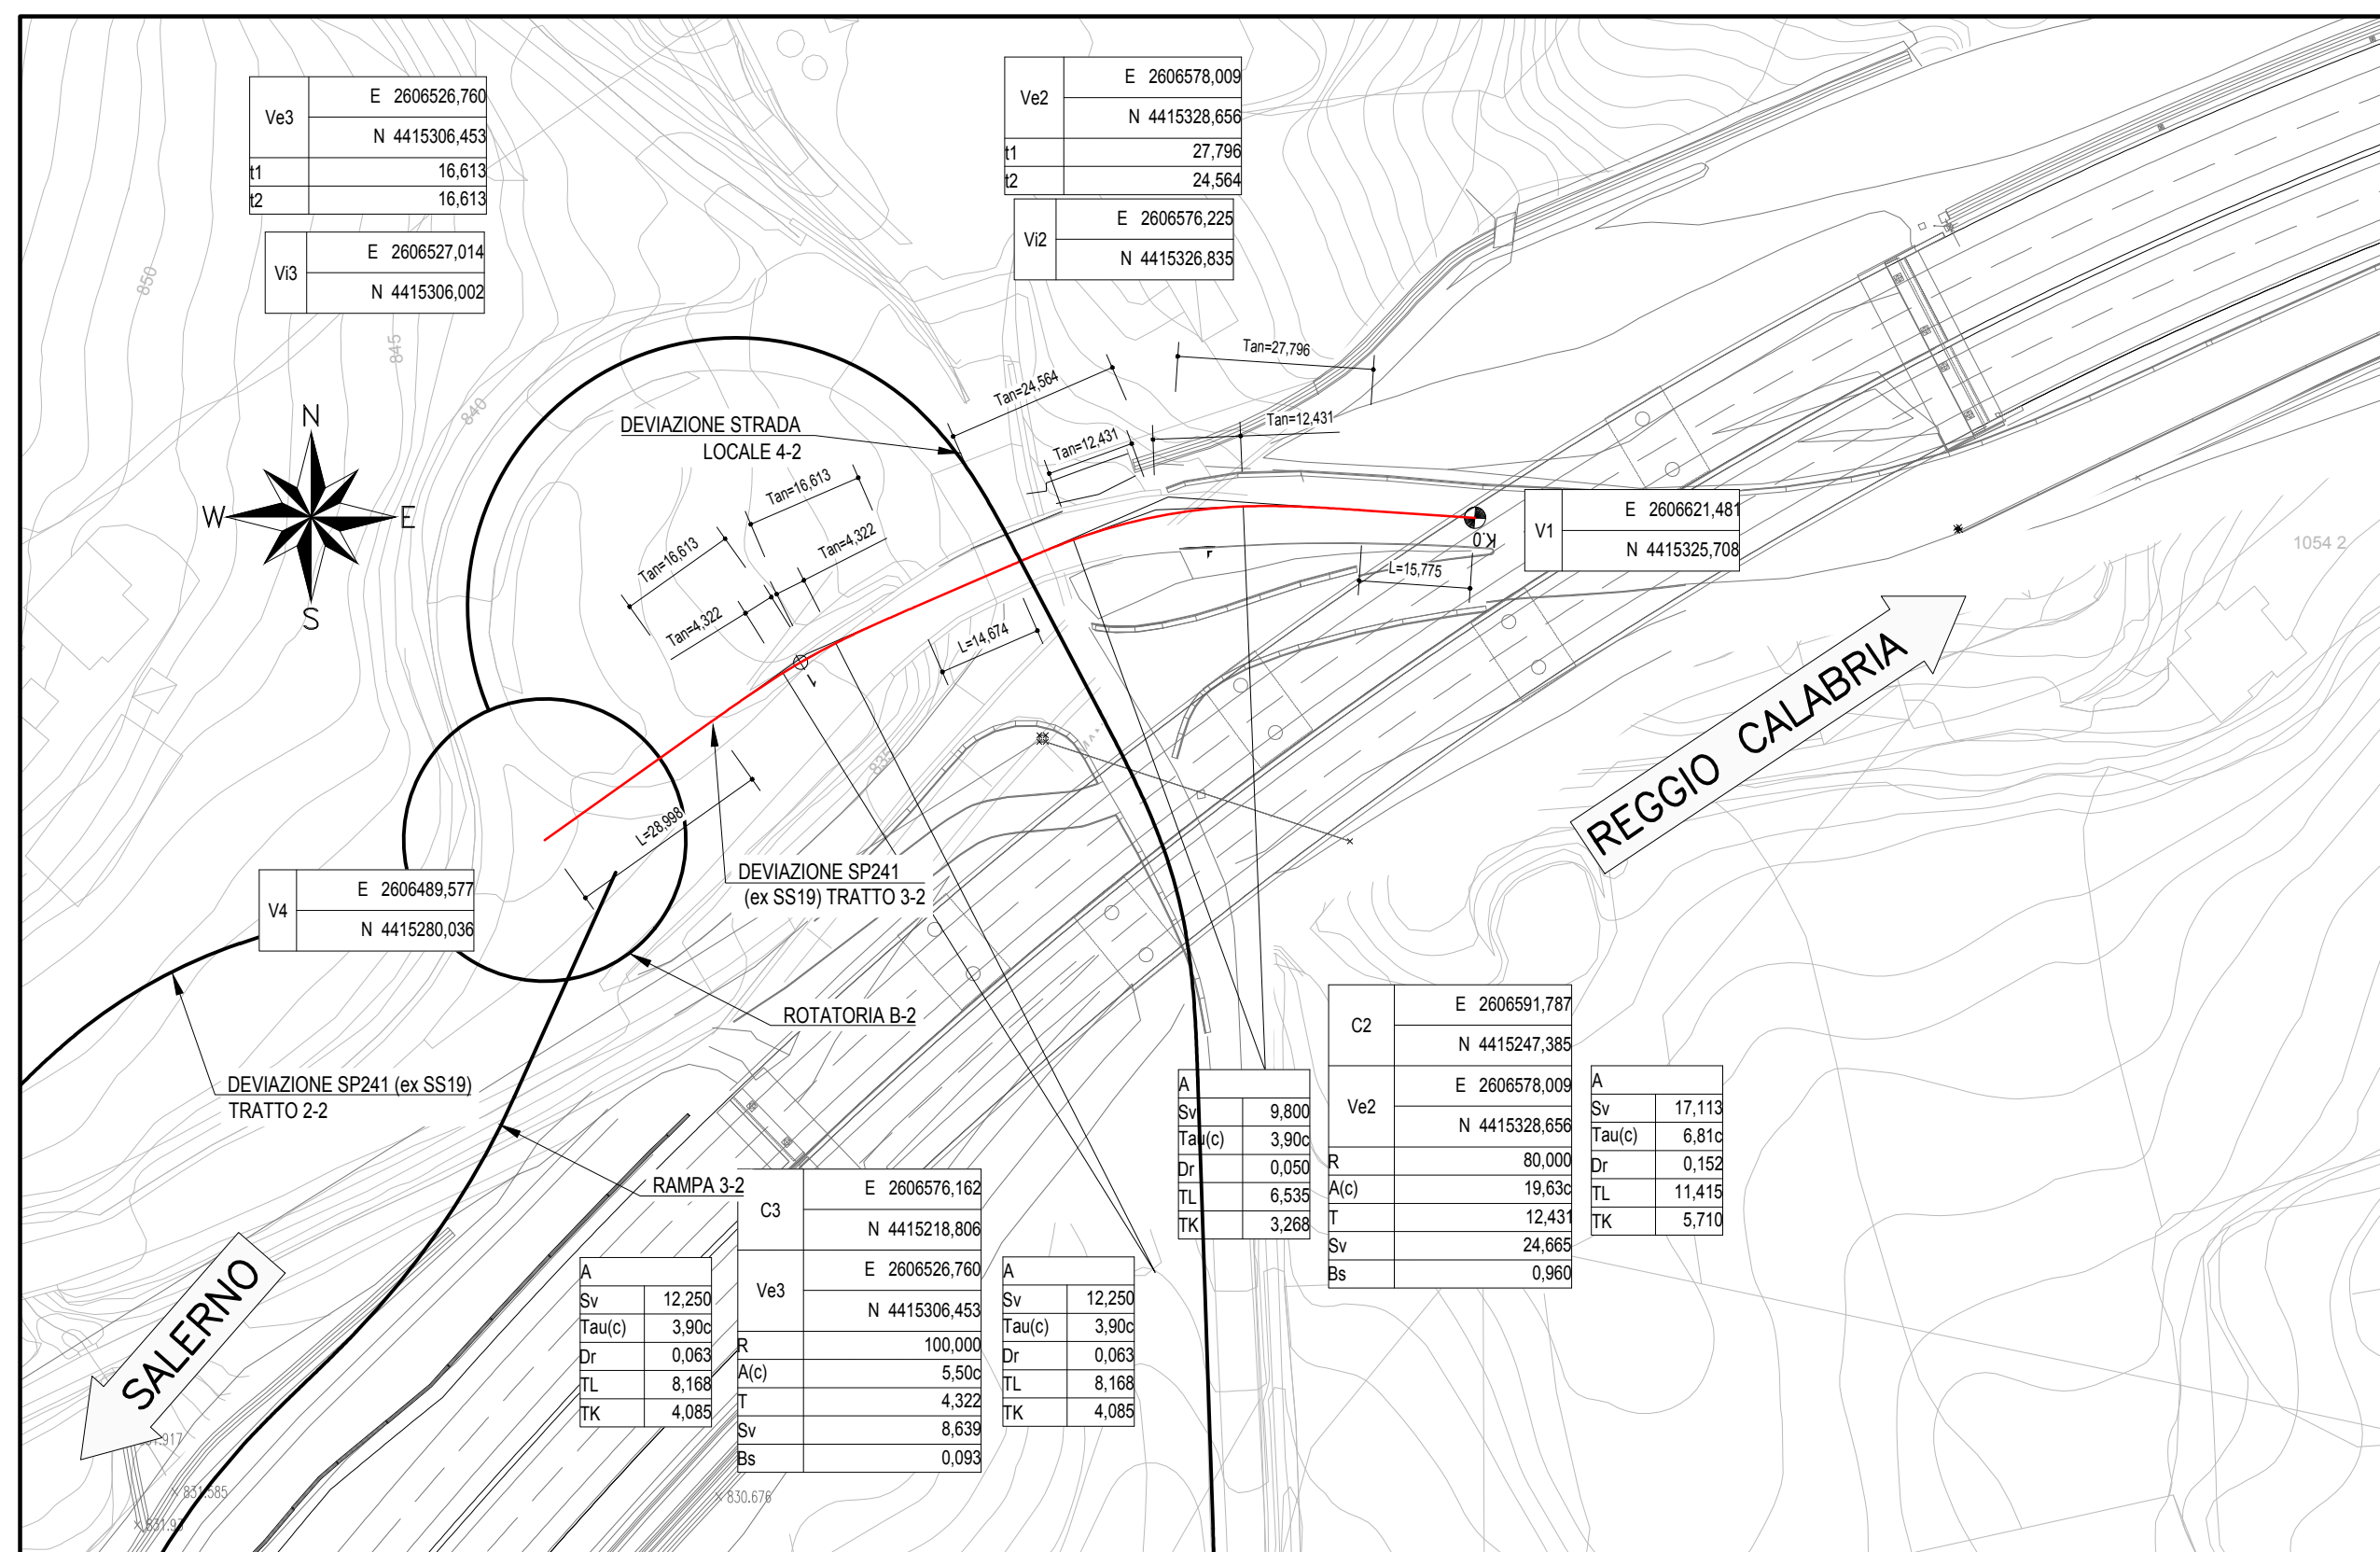 Ve3
E 2606526,760
N 4415306,453
t1 16,613
t2 16,613
Vi3
E 2606527,014
N 4415306,002
Ve2
E 2606578,009
N 4415328,656
t1 27,796
t2 24,564
Vi2
E 2606576,225
N 4415326,835
850
845
840
N
W E
S
DEVIAZIONE STRADA
LOCALE 4-2
Tan=24,564
Tan=27,796
Tan=12,431
Tan=12,431
Tan=16,613
Tan=16,613
Tan=4,322
Tan=4,322
L=14,674
L=15,775
K.0
1
V1
E 2606621,481
N 4415325,708
1054 2
REGGIO CALABRIA
835
L=28,998
DEVIAZIONE SP241
(ex SS19) TRATTO 3-2
V4
E 2606489,577
N 4415280,036
ROTATORIA B-2
DEVIAZIONE SP241 (ex SS19)
TRATTO 2-2
RAMPA 3-2
SALERNO
A
Sv 12,250
Tau(c) 3,90c
Dr 0,063
TL 8,168
TK 4,085
C3
E 2606576,162
N 4415218,806
Ve3
E 2606526,760
N 4415306,453
R 100,000
A(c) 5,50c
T 4,322
Sv 8,639
Bs 0,093
A
Sv 12,250
Tau(c) 3,90c
Dr 0,063
TL 8,168
TK 4,085
A
Sv 9,800
Tau(c) 3,90c
Dr 0,050
TL 6,535
TK 3,268
C2
E 2606591,787
N 4415247,385
Ve2
E 2606578,009
N 4415328,656
R 80,000
A(c) 19,63c
T 12,431
Sv 24,665
Bs 0,960
A
Sv 17,113
Tau(c) 6,81c
Dr 0,152
TL 11,415
TK 5,710
831.585
830.676